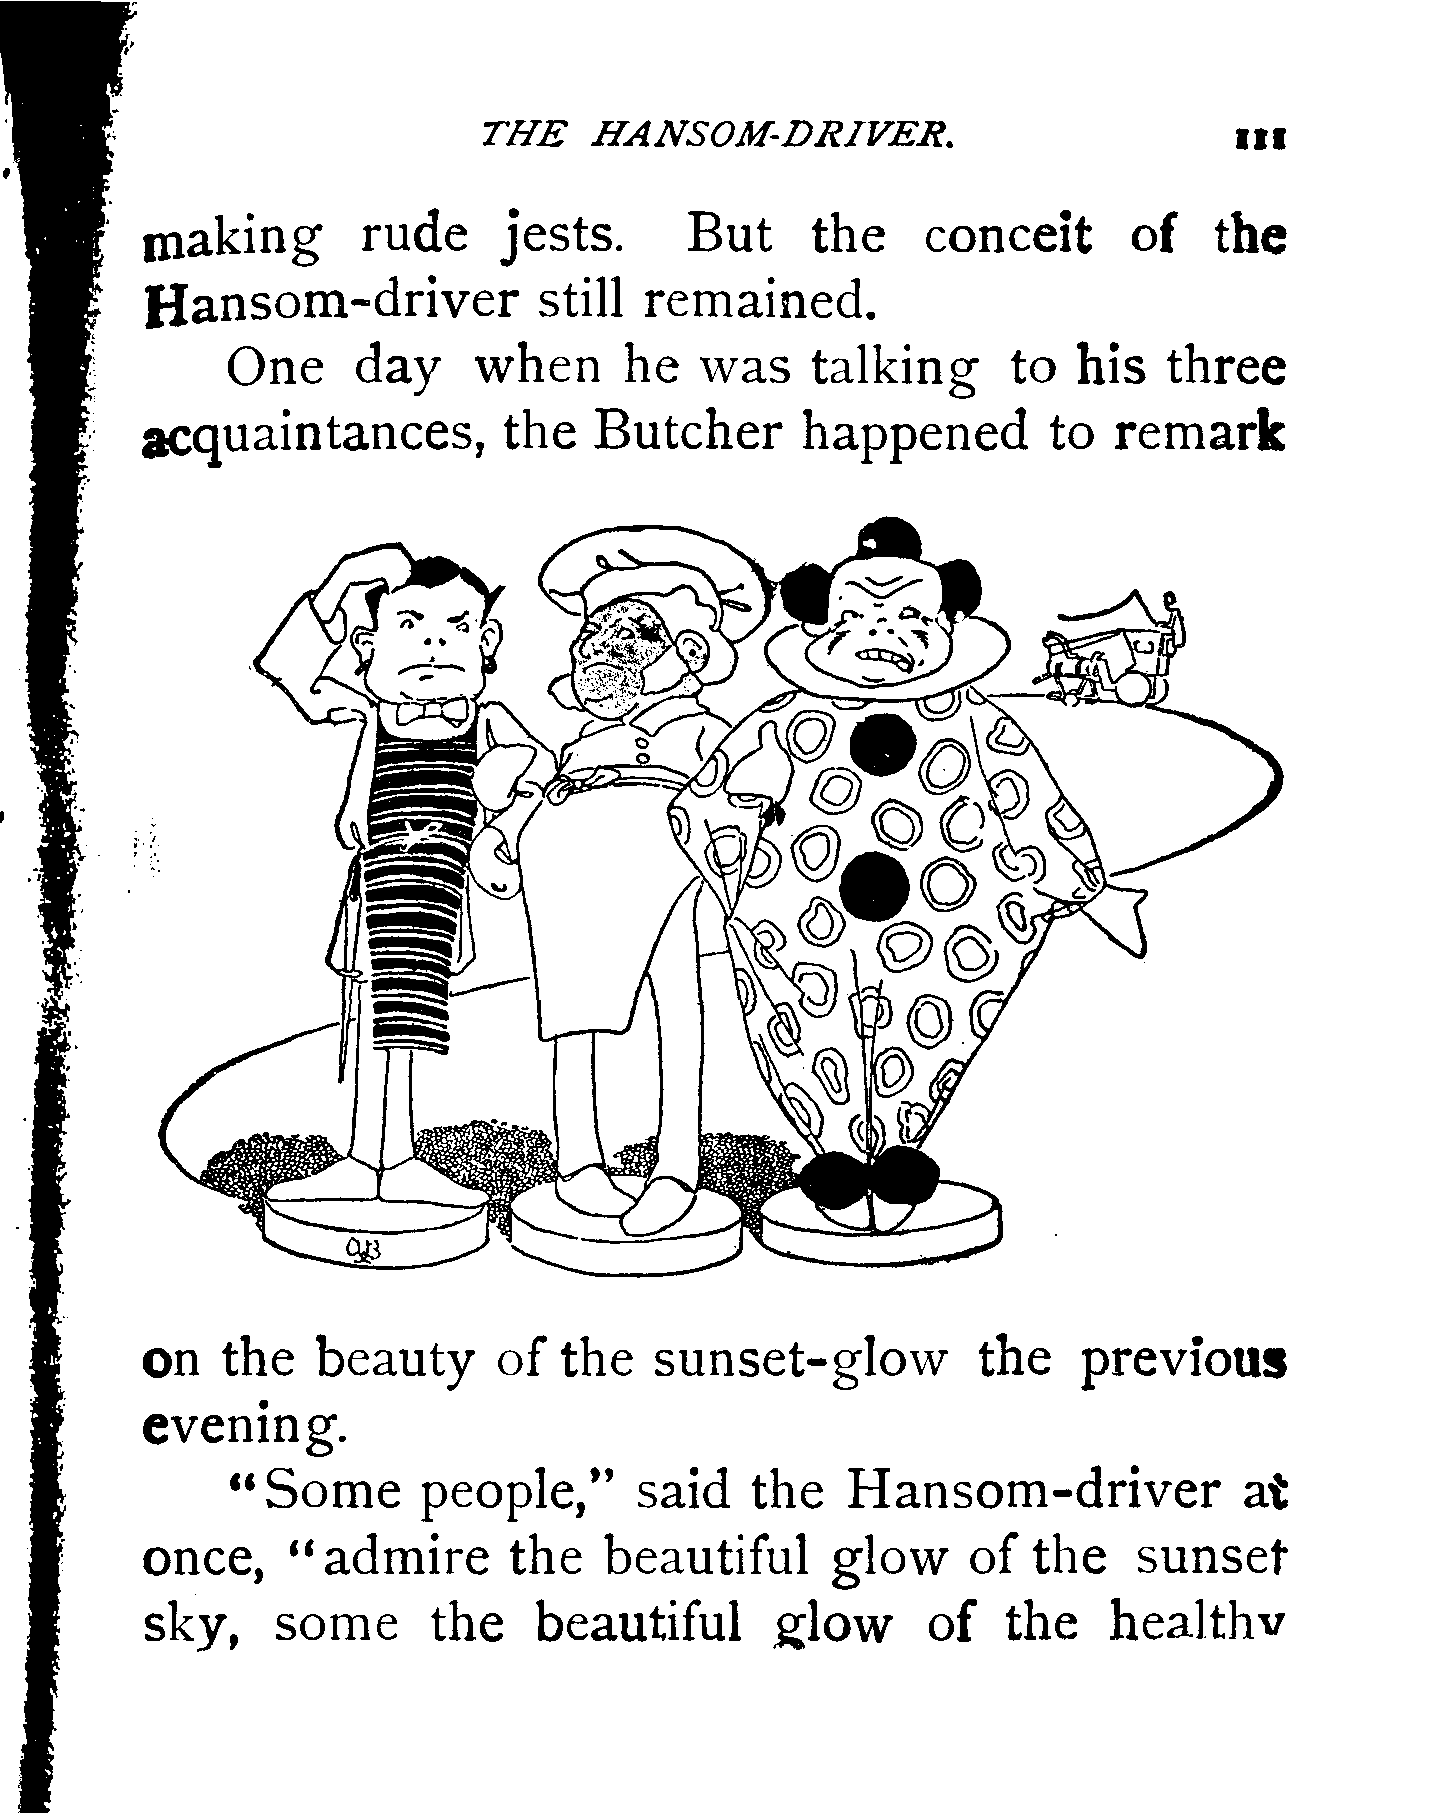 THE HANSOM-DRIVER. 111
making rude jests. But the conceit of the
Hansom-driver still remained.
One day when he was talking to his three
acquaintances, the Butcher happened to remark
on the beauty of the sunset-glow the previous
evening.
"Some people," said the Hansom-driver at
once, "admire the beautiful glow of the sunset
sky, some the beautiful glow of the healthy